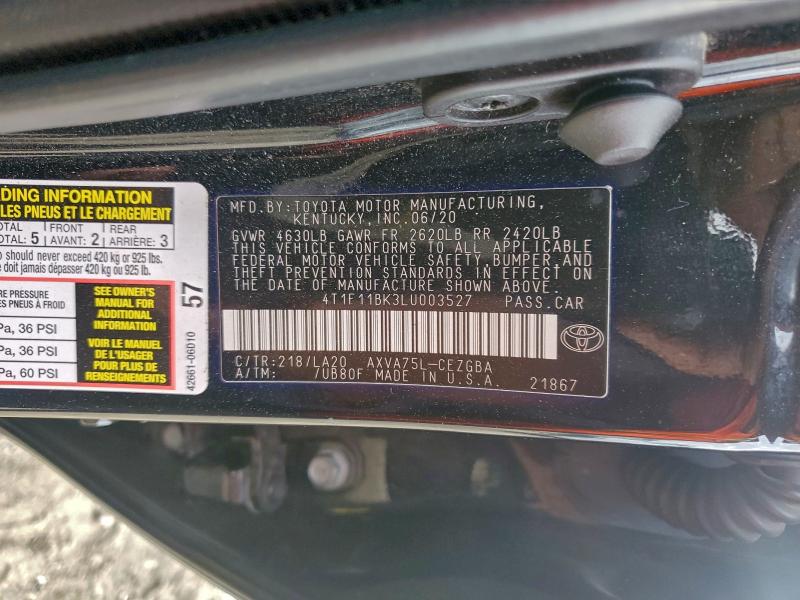 DING INFORMATION
LES PNEUS ET LE CHARGEMENT
TOTAL: 5 FRONT AVANT: 2 REAR ARRIÈRE: 3
o should never exceed 420 kg or 925 lbs.
e doit jamais dépasser 420 kg ou 925 lb.
RE PRESSURE
S PNEUS À FROID
Pa, 36 PSI
Pa, 36 PSI
Pa, 60 PSI
SEE OWNER'S
MANUAL FOR
ADDITIONAL
INFORMATION
VOIR LE MANUEL
DE L'USAGER
POUR PLUS DE
RENSEIGNEMENTS
57
42661-06D10
MFD.BY:TOYOTA MOTOR MANUFACTURING,
KENTUCKY, INC.06/20
GVWR 4630LB GAWR FR 2620LB RR 2420LB
THIS VEHICLE CONFORMS TO ALL APPLICABLE
FEDERAL MOTOR VEHICLE SAFETY,BUMPER,AND
THEFT PREVENTION STANDARDS IN EFFECT ON
THE DATE OF MANUFACTURE SHOWN ABOVE.
4T1F11BK3LU003527 PASS.CAR
C/TR:218/LA20 AXVA75L-CEZGBA
A/TM: 7UB80F MADE IN U.S.A.
21867